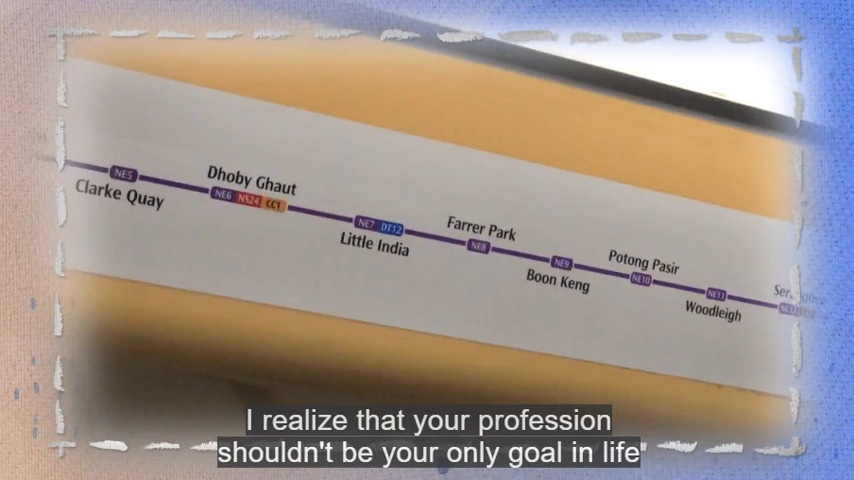 NE5
Clarke Quay
Dhoby Ghaut
NE6 NS24 CC1
NE7 DT12
Little India
Farrer Park
NE8
NE9
Boon Keng
Potong Pasir
NE10
NE11
Woodleigh
I realize that your profession
shouldn't be your only goal in life